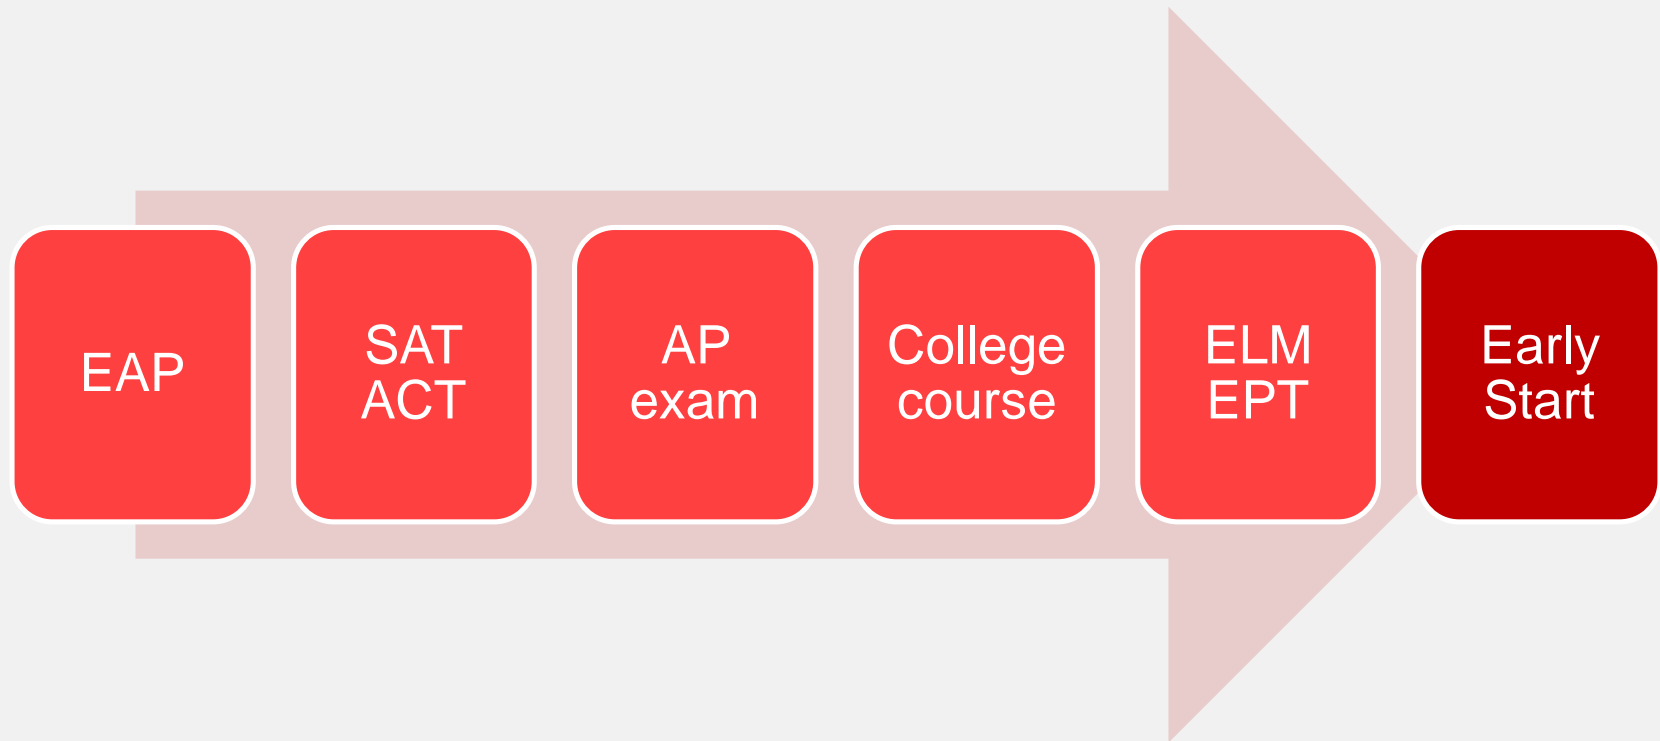 EAP
SAT
ACT
AP
exam
College
course
ELM
EPT
Early
Start